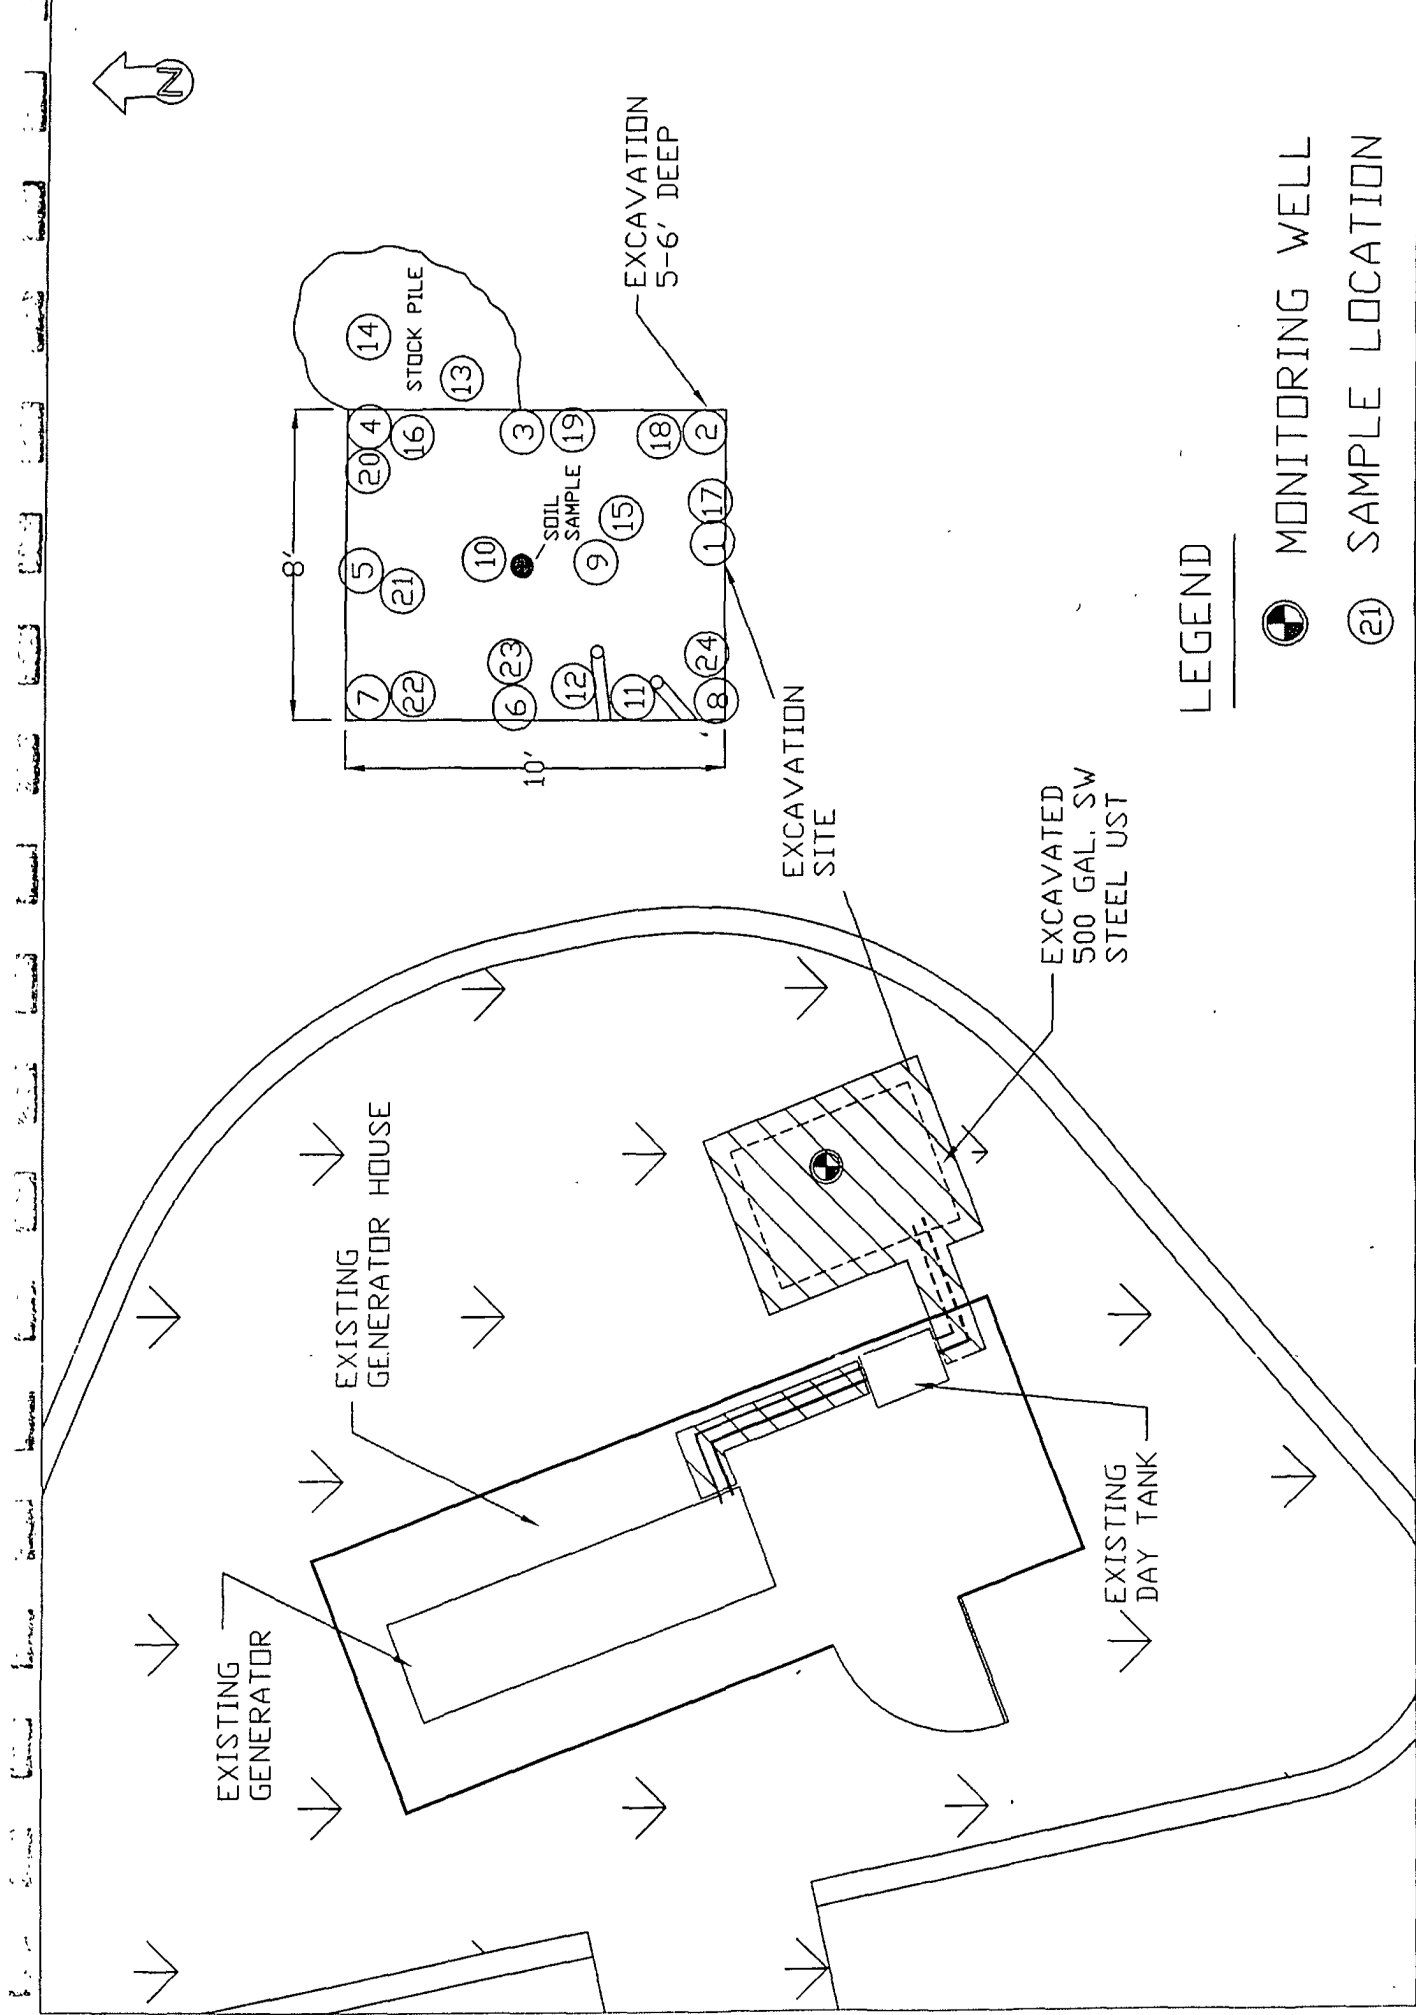 N
EXISTING
GENERATOR
EXISTING
GENERATOR HOUSE
8'
10'
7
22
5
21
20
4
16
14
13
STOCK PILE
6
23
10
3
SOIL
SAMPLE
19
12
11
9
15
18
8
24
1
17
2
EXCAVATION
5-6' DEEP
EXCAVATION
SITE
EXCAVATED
500 GAL. SW
STEEL UST
EXISTING
DAY TANK
LEGEND
MONITORING WELL
21 SAMPLE LOCATION